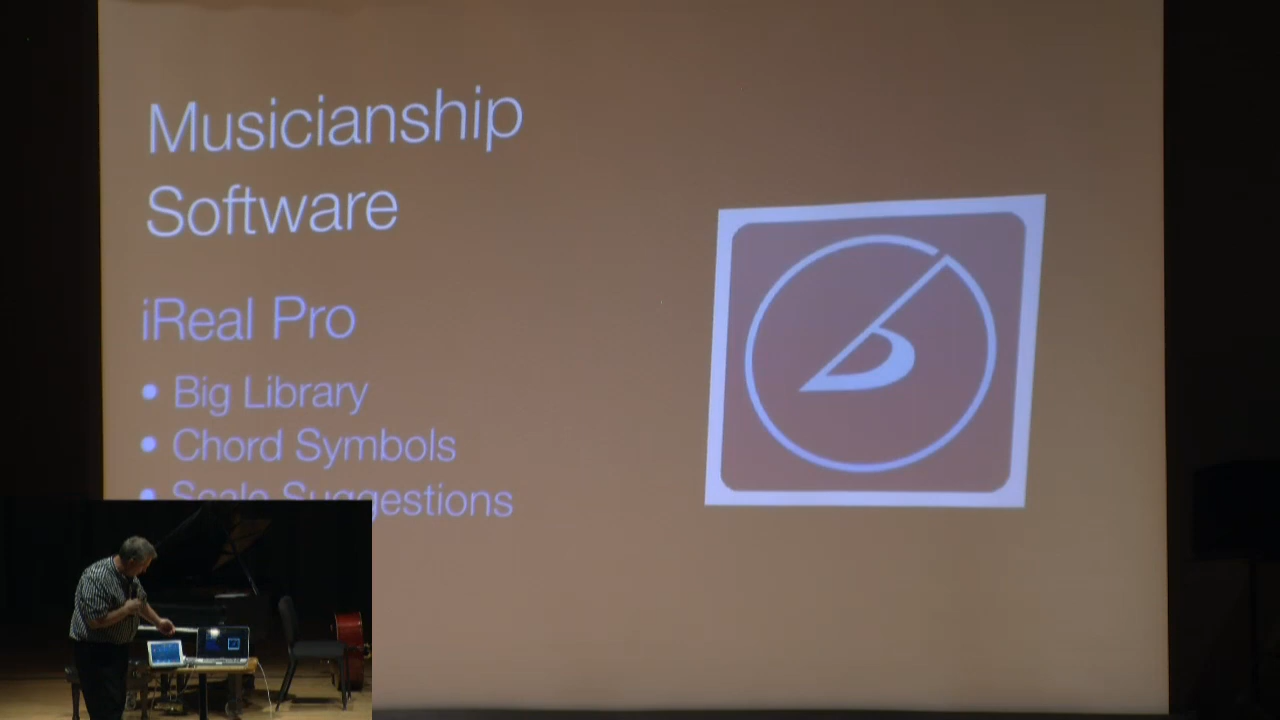 Musicianship
Software
iReal Pro
• Big Library
• Chord Symbols
• Scale Suggestions